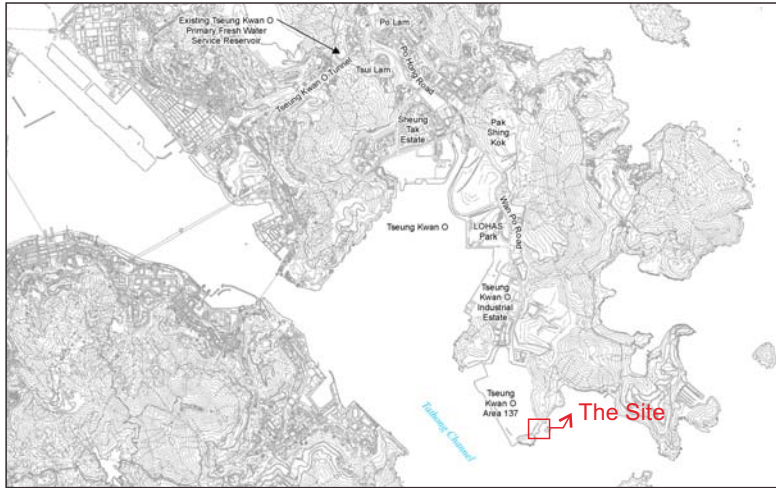 Existing Tseung Kwan O
Primary Fresh Water
Service Reservoir
Po Lam
Po Hong Road
Tsui Lam
Tseung Kwan O Tunnel
Sheung
Tak
Estate
Pak
Shing
Kok
Wan Po Road
Tseung Kwan O
LOHAS
Park
Tseung
Kwan O
Industrial
Estate
Tseung
Kwan O
Area 137
The Site
Tathong Channel